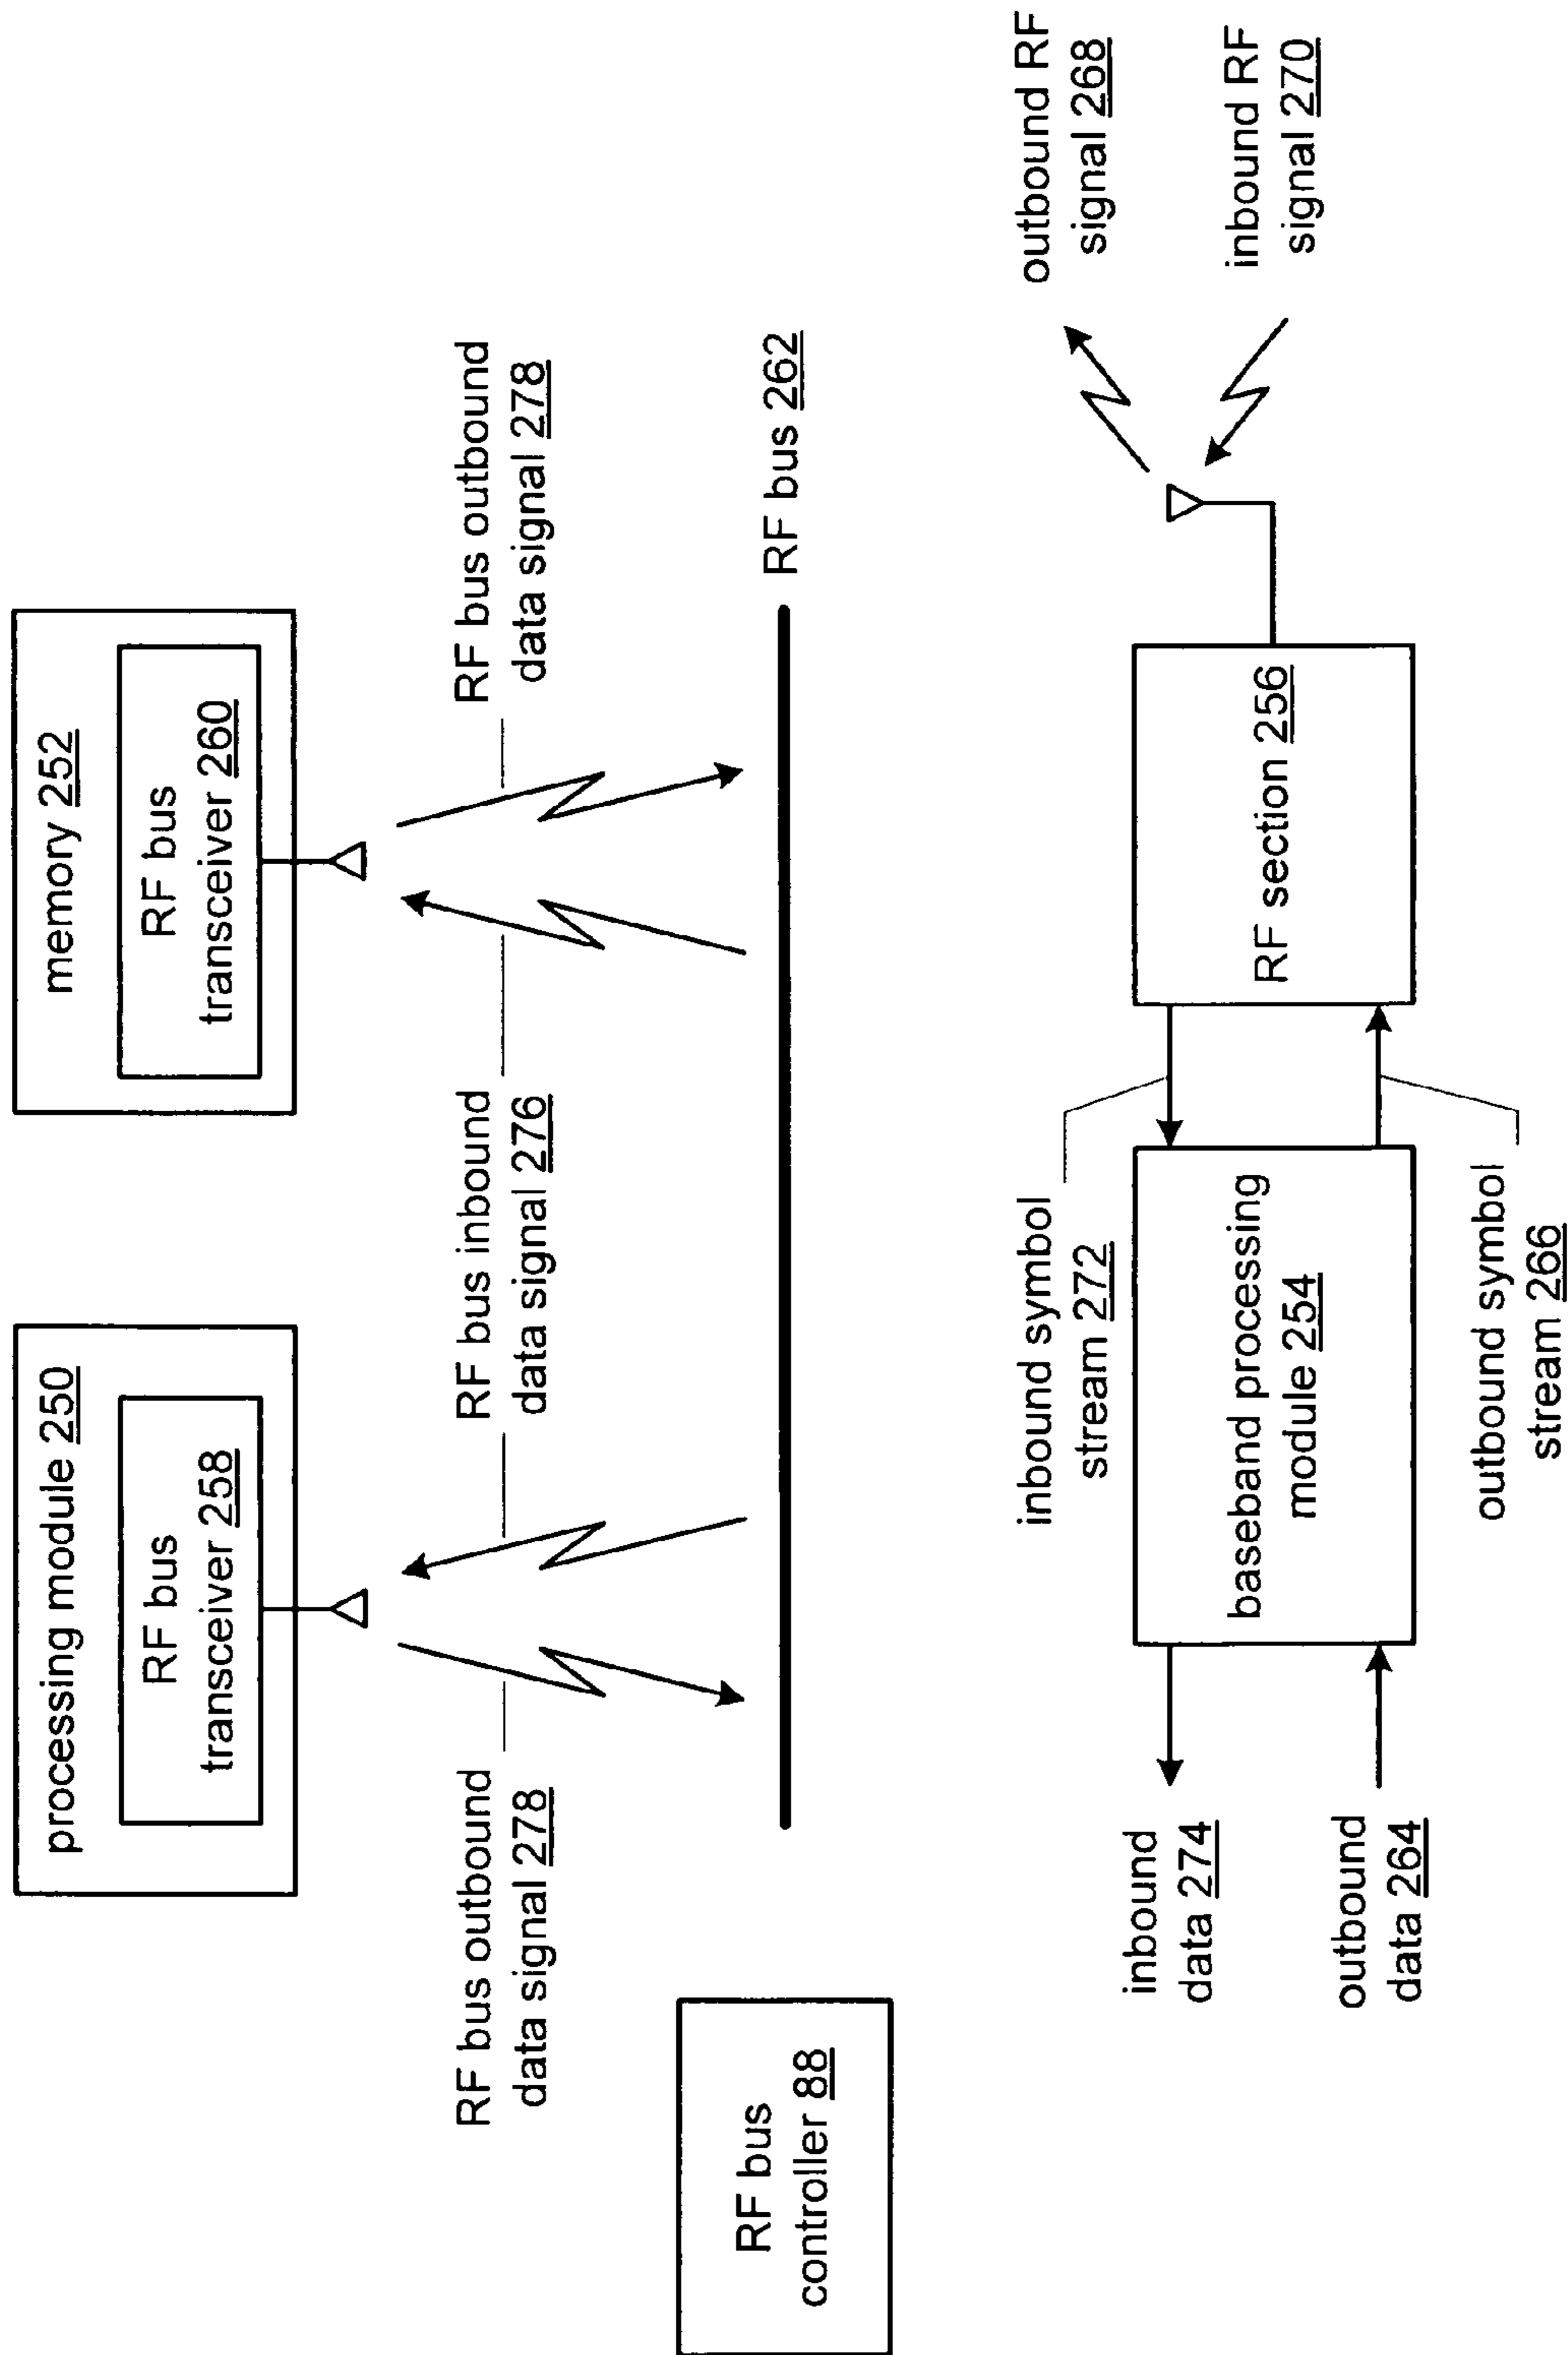 processing module 250
RF bus
transceiver 258
memory 252
RF bus
transceiver 260
RF bus outbound
data signal 278
RF bus inbound
data signal 276
RF bus outbound
data signal 278
RF bus
controller 88
RF bus 262
inbound symbol
stream 272
outbound RF
signal 268
inbound
data 274
baseband processing
module 254
RF section 256
inbound RF
signal 270
outbound
data 264
outbound symbol
stream 266